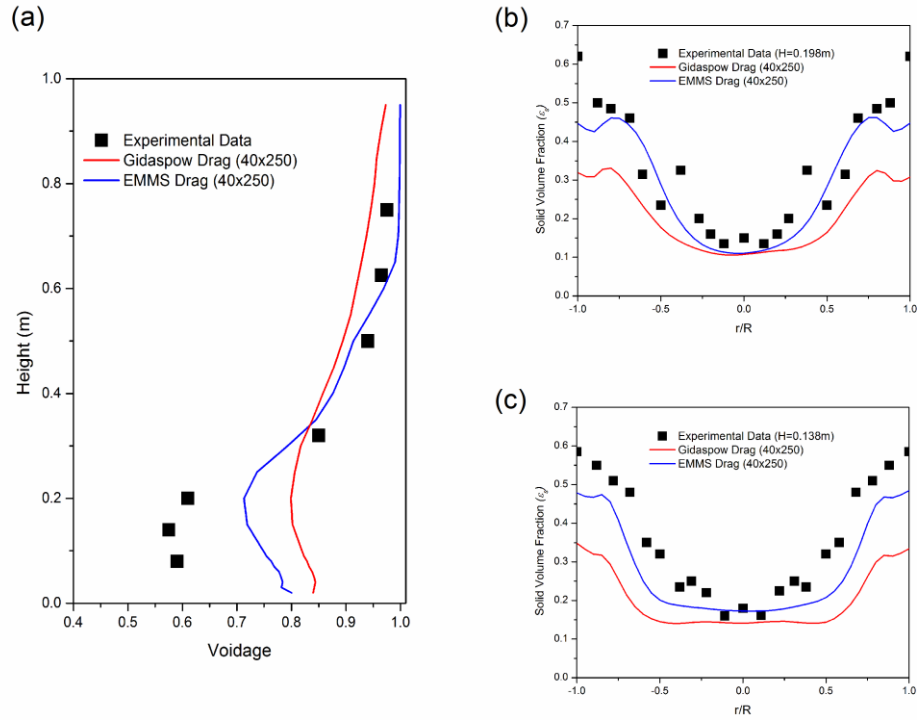 (a)
1.0
0.8
0.6
0.4
0.2
0.0
Height (m)
Experimental Data
Gidaspow Drag (40x250)
EMMS Drag (40x250)
0.4 0.5 0.6 0.7 0.8 0.9 1.0
Voidage
(b)
0.7
0.6
0.5
0.4
0.3
0.2
0.1
0.0
Solid Volume Fraction (εs)
Experimental Data (H=0.198m)
Gidaspow Drag (40x250)
EMMS Drag (40x250)
-1.0 -0.5 0.0 0.5 1.0
r/R
(c)
0.7
0.6
0.5
0.4
0.3
0.2
0.1
0.0
Solid Volume Fraction (εs)
Experimental Data (H=0.138m)
Gidaspow Drag (40x250)
EMMS Drag (40x250)
-1.0 -0.5 0.0 0.5 1.0
r/R